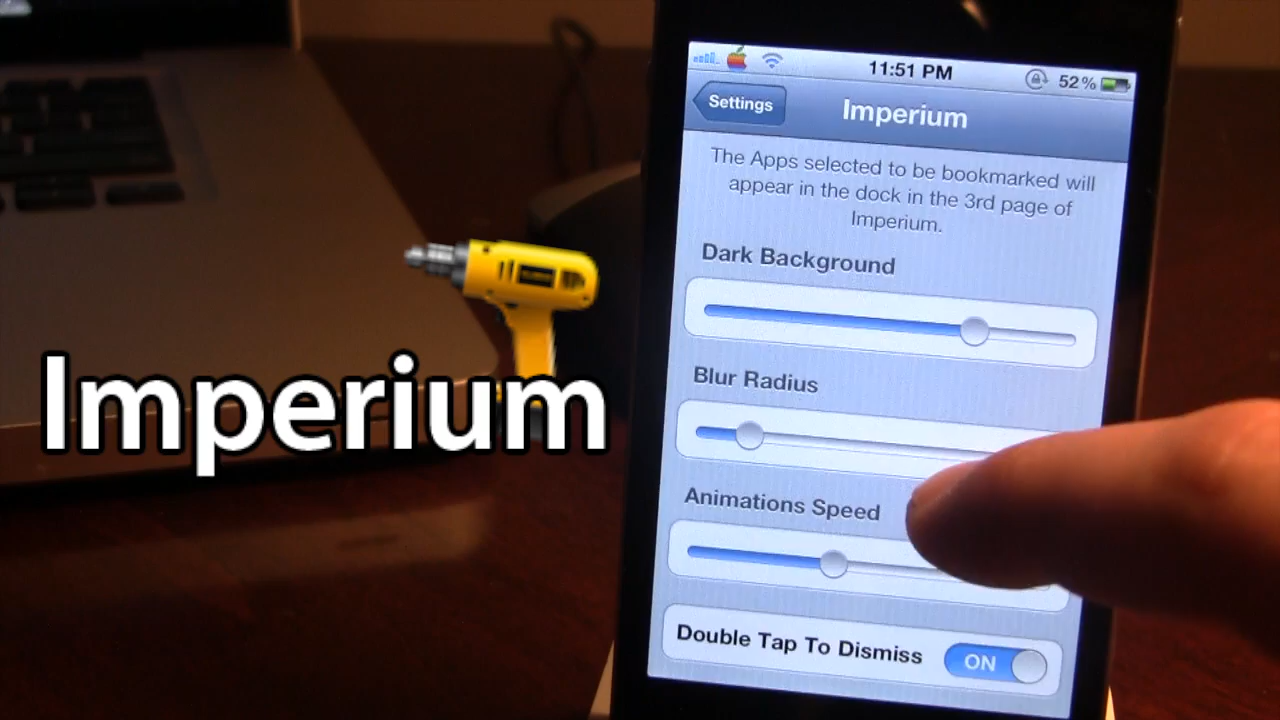 11:51 PM
52%
Settings
Imperium
The Apps selected to be bookmarked will
appear in the dock in the 3rd page of
Imperium.
Dark Background
Blur Radius
Animations Speed
Double Tap To Dismiss
ON
Imperium